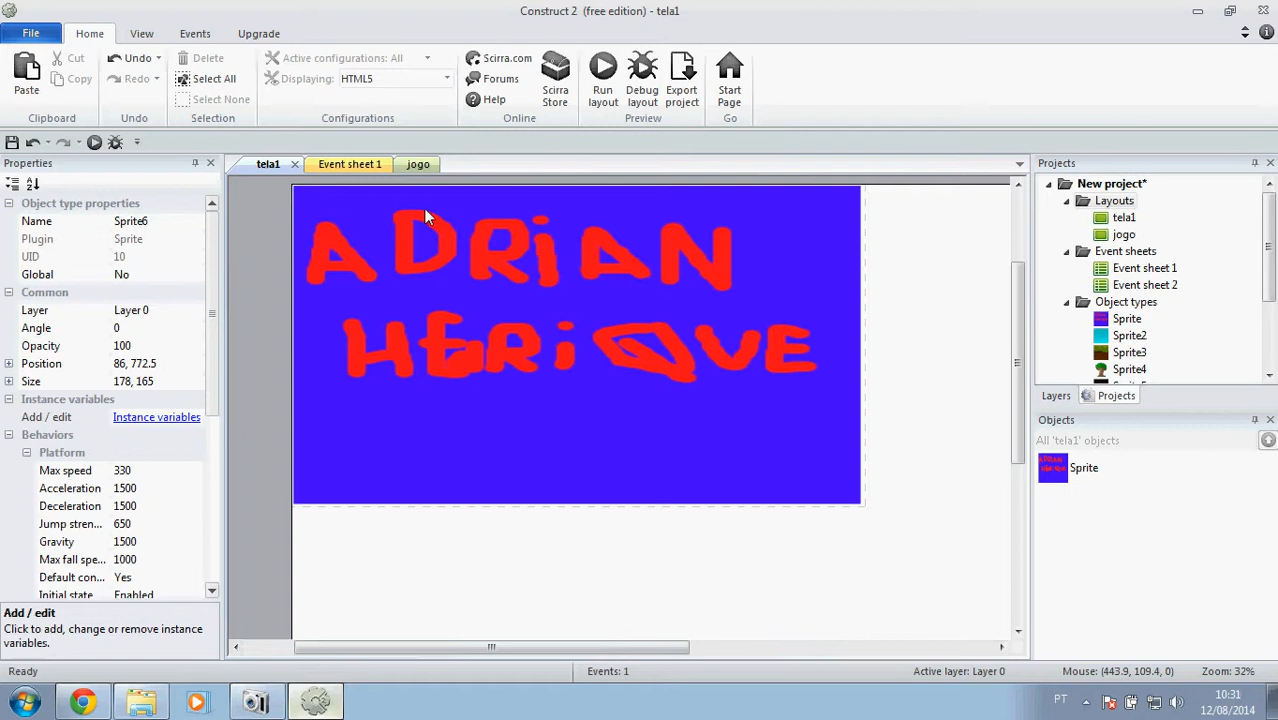 Construct 2 (free edition) - tela1
File Home View Events Upgrade
Paste
Cut
Copy
Clipboard
Undo
Redo
Undo
Delete
Select All
Select None
Selection
Active configurations: All
Displaying: HTML5
Configurations
Scirra.com
Forums
Help
Scirra Store
Online
Run layout
Debug layout
Export project
Preview
Start Page
Go
Properties
tela1 Event sheet 1 jogo
Object type properties
Name Sprite6
Plugin Sprite
UID 10
Global No
Common
Layer Layer 0
Angle 0
Opacity 100
Position 86, 772.5
Size 178, 165
Instance variables
Add / edit Instance variables
Behaviors
Platform
Max speed 330
Acceleration 1500
Deceleration 1500
Jump stren... 650
Gravity 1500
Max fall spe... 1000
Default con... Yes
Initial state Enabled
Add / edit
Click to add, change or remove instance
variables.
ADRiAN
HERiQUE
Projects
New project*
Layouts
tela1
jogo
Event sheets
Event sheet 1
Event sheet 2
Object types
Sprite
Sprite2
Sprite3
Sprite4
Layers Projects
Objects
All 'tela1' objects
Sprite
Ready Events: 1 Active layer: Layer 0 Mouse: (443.9, 109.4, 0) Zoom: 32%
PT 10:31
12/08/2014